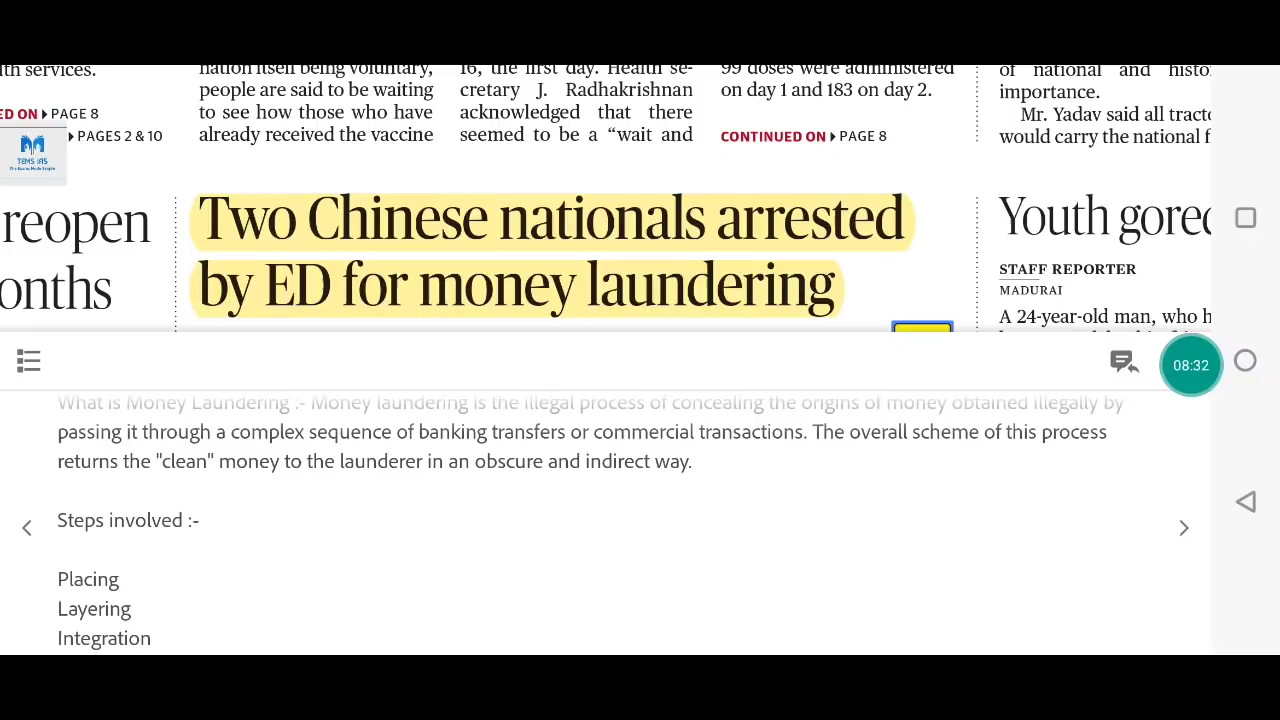 lth services.
ED ON PAGE 8
PAGES 2 & 10
TEMS IAS
nation itself being voluntary,
people are said to be waiting
to see how those who have
already received the vaccine
16, the first day. Health se-
cretary J. Radhakrishnan
acknowledged that there
seemed to be a “wait and
99 doses were administered
on day 1 and 183 on day 2.
CONTINUED ON PAGE 8
of national and histo
importance.
Mr. Yadav said all tract
would carry the national f
reopen
onths
Two Chinese nationals arrested
by ED for money laundering
Youth gored
STAFF REPORTER
MADURAI
A 24-year-old man, who h
08:32
What is Money Laundering :- Money laundering is the illegal process of concealing the origins of money obtained illegally by
passing it through a complex sequence of banking transfers or commercial transactions. The overall scheme of this process
returns the "clean" money to the launderer in an obscure and indirect way.
Steps involved :-
Placing
Layering
Integration